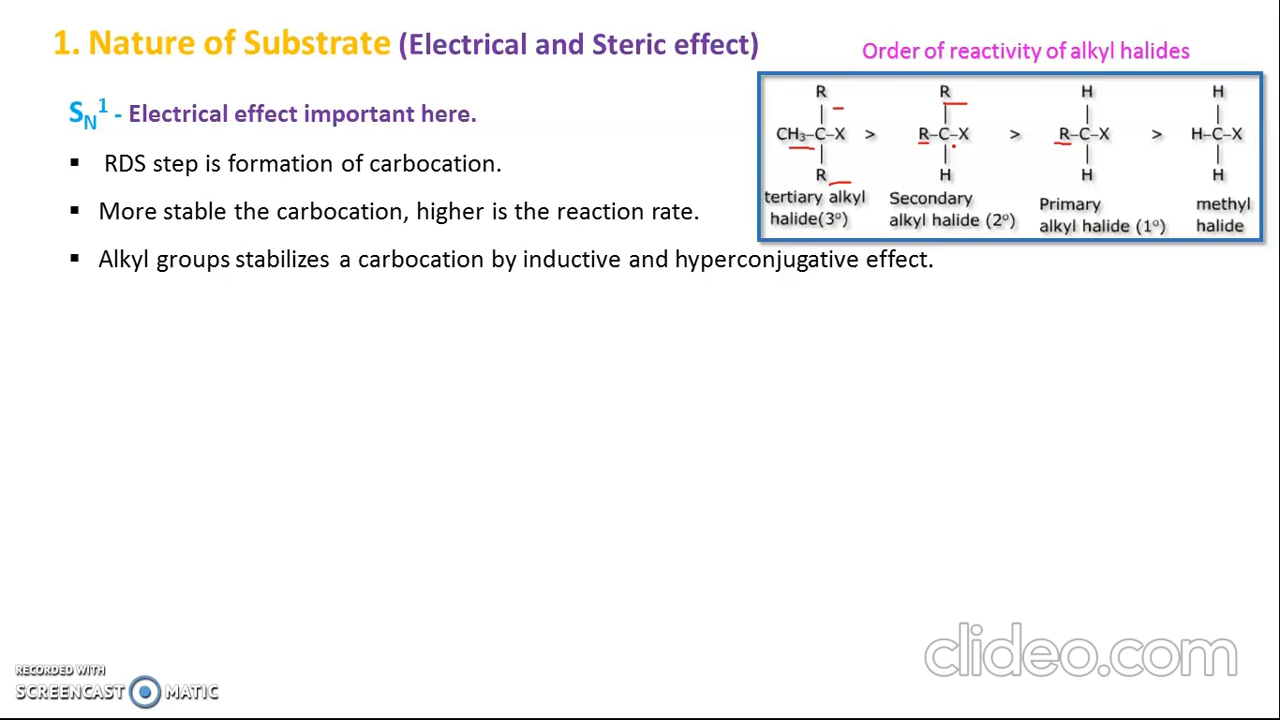 1. Nature of Substrate (Electrical and Steric effect)
Order of reactivity of alkyl halides
SN1 - Electrical effect important here.
▪ RDS step is formation of carbocation.
▪ More stable the carbocation, higher is the reaction rate.
▪ Alkyl groups stabilizes a carbocation by inductive and hyperconjugative effect.
R R H H
CH₃–C–X > R–C–X > R–C–X > H–C–X
R H H H
tertiary alkyl halide(3º)
Secondary alkyl halide (2º)
Primary alkyl halide (1º)
methyl halide
clideo.com
RECORDED WITH
SCREENCAST MATIC